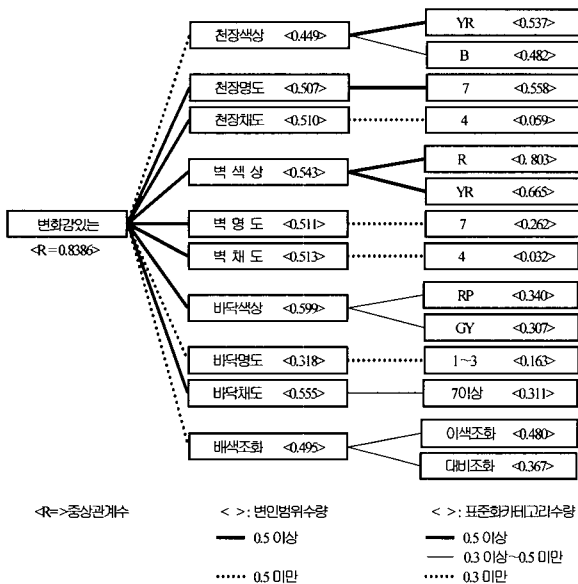 천장색상 <0.449>
YR <0.537>
B <0.482>
천장명도 <0.507>
7 <0.558>
천장채도 <0.510>
4 <0.059>
벽 색 상 <0.543>
R <0. 803>
YR <0.665>
변화감있는
<R = 0.8386>
벽 명 도 <0.511>
7 <0.262>
벽 채 도 <0.513>
4 <0.032>
바닥색상 <0.599>
RP <0.340>
GY <0.307>
바닥명도 <0.318>
1~3 <0.163>
바닥채도 <0.555>
7이상 <0.311>
배색조화 <0.495>
이색조화 <0.480>
대비조화 <0.367>
<R=>중상관계수
< >: 변인범위수량
< >: 표준화카테고리수량
0.5 이상
0.5 이상
0.3 이상~0.5 미만
0.5 미만
0.3 미만